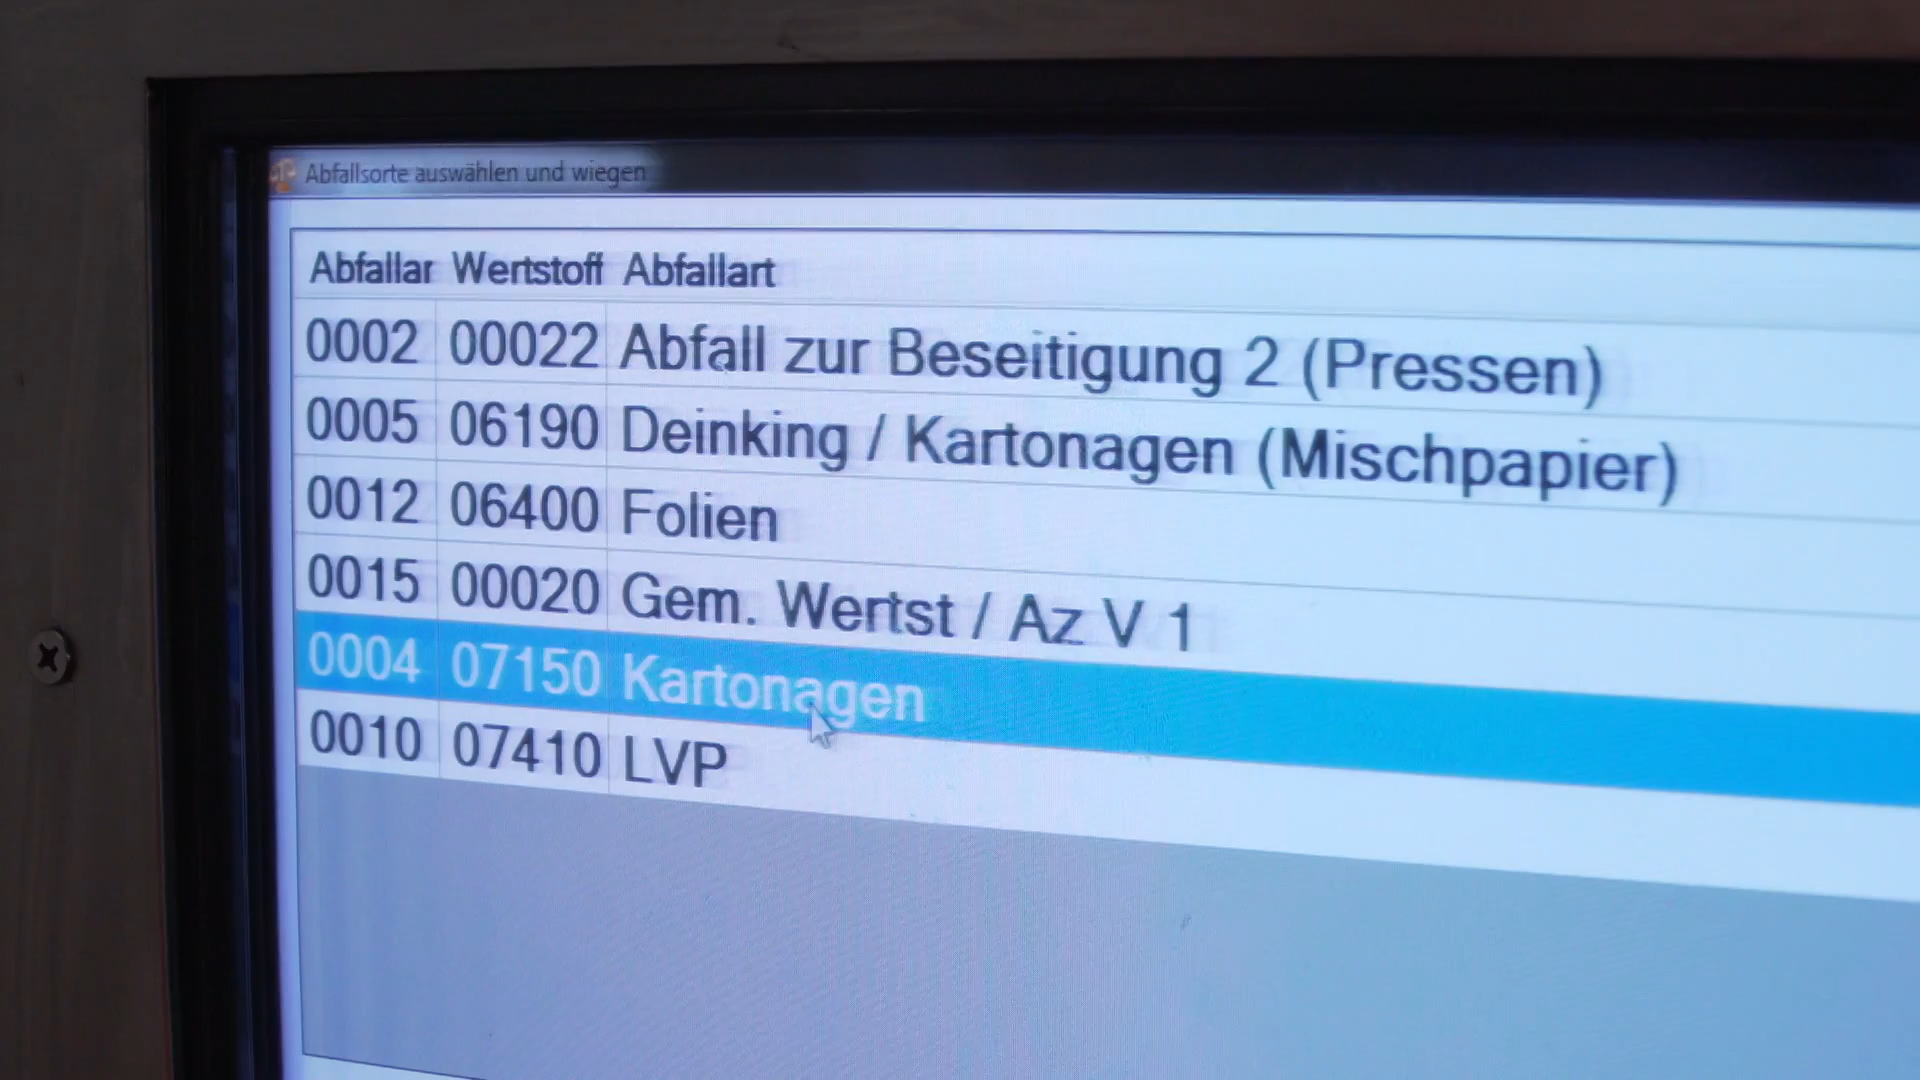 Abfallsorte auswählen und wiegen
Abfallar Wertstoff Abfallart
0002 00022 Abfall zur Beseitigung 2 (Pressen)
0005 06190 Deinking / Kartonagen (Mischpapier)
0012 06400 Folien
0015 00020 Gem. Wertst / Az V 1
0004 07150 Kartonagen
0010 07410 LVP